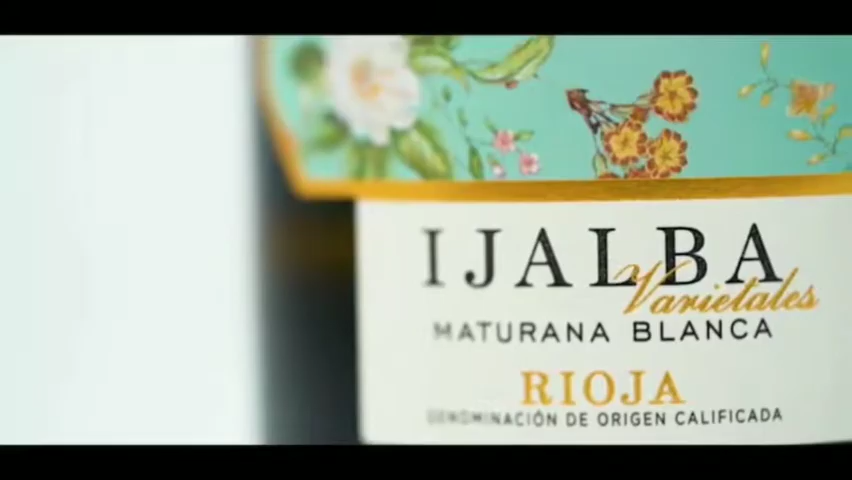 IJALBA
Varietales
MATURANA BLANCA
RIOJA
DENOMINACIÓN DE ORIGEN CALIFICADA